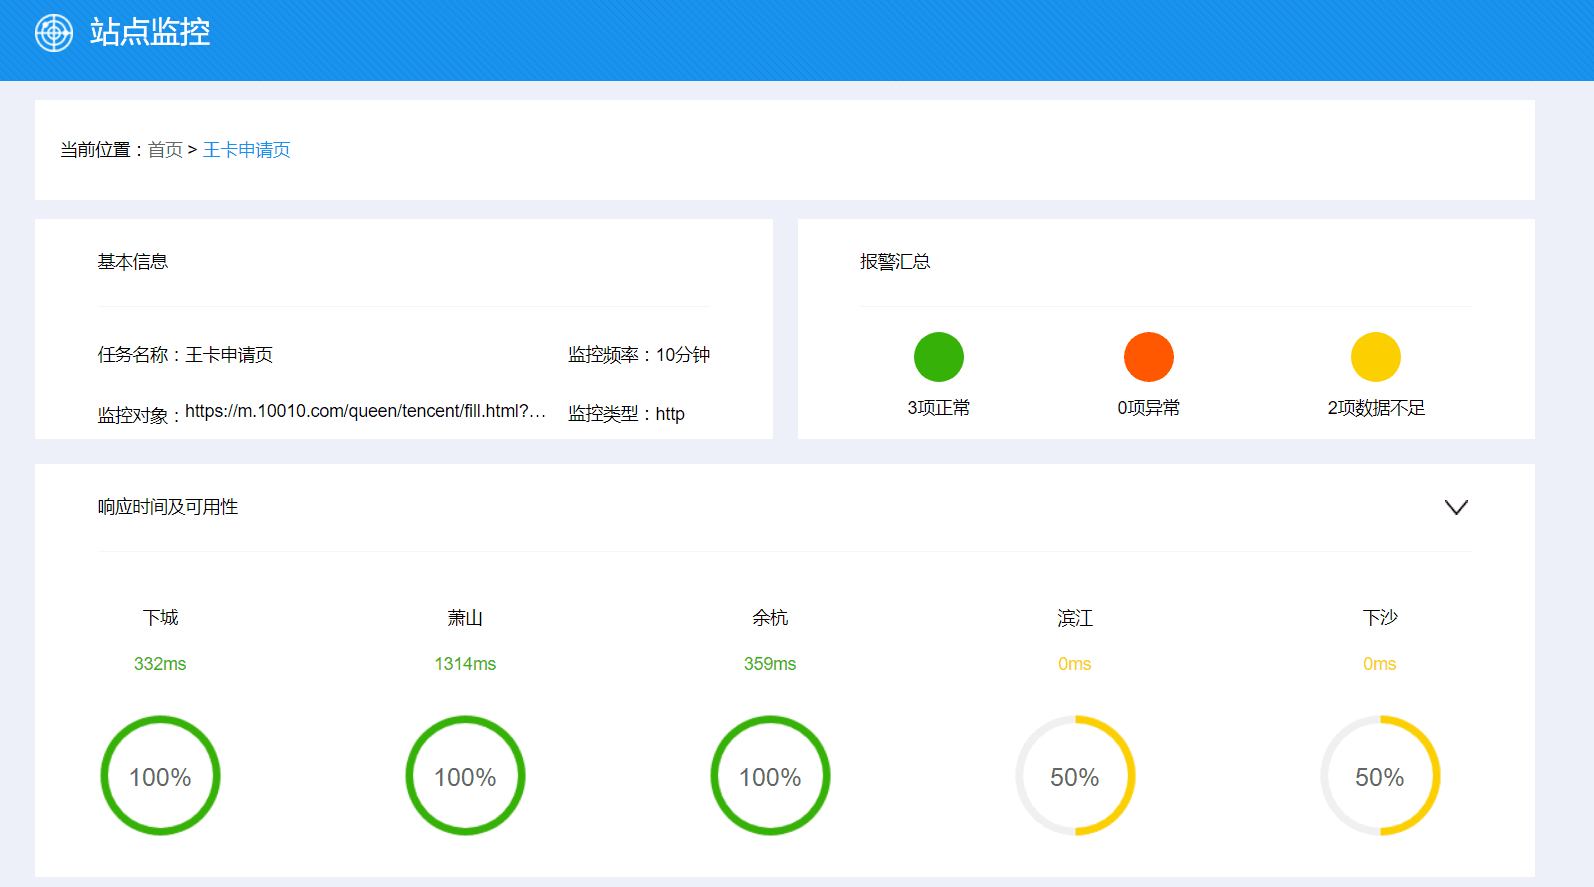 站点监控
当前位置：首页 > 王卡申请页
基本信息
任务名称：王卡申请页
监控频率：10分钟
监控对象：https://m.10010.com/queen/tencent/fill.html?...
监控类型：http
报警汇总
3项正常
0项异常
2项数据不足
响应时间及可用性
下城
萧山
余杭
滨江
下沙
332ms
1314ms
359ms
0ms
0ms
100%
100%
100%
50%
50%